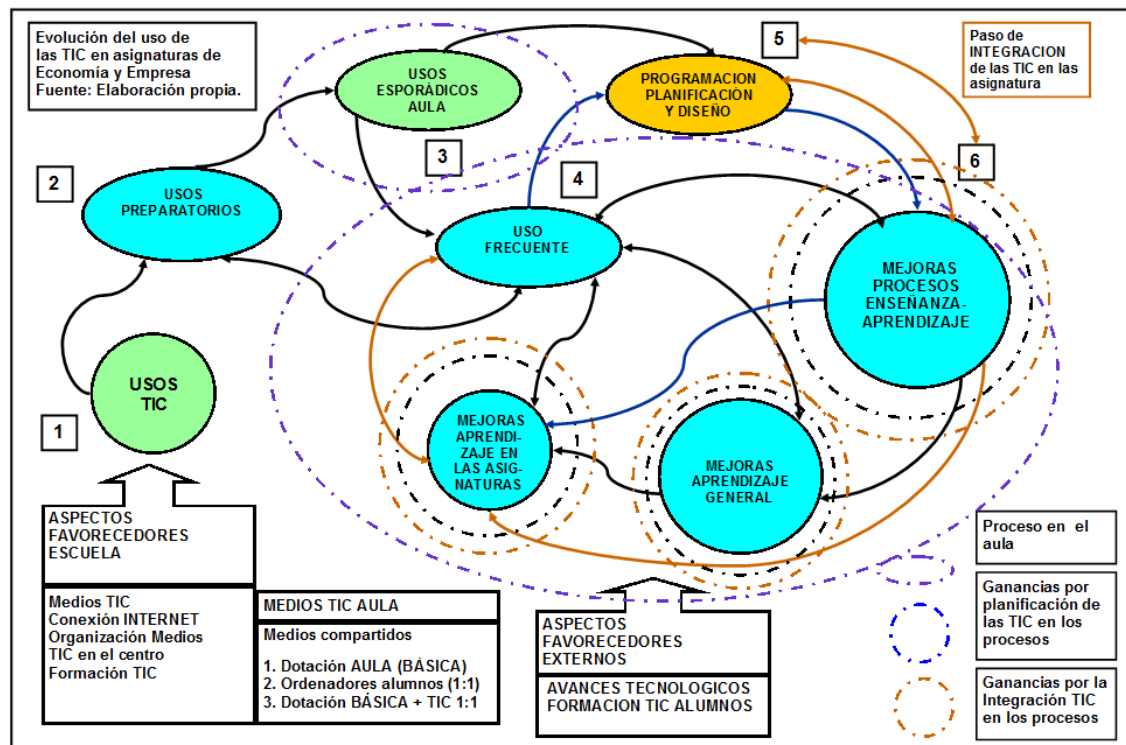 Evolución del uso de
las TIC en asignaturas de
Economía y Empresa
Fuente: Elaboración propia.
USOS
ESPORÁDICOS
AULA
PROGRAMACION
PLANIFICACIÓN
Y DISEÑO
5
Paso de
INTEGRACION
de las TIC en las
asignatura
2
USOS
PREPARATORIOS
3
4
6
USO
FRECUENTE
MEJORAS
PROCESOS
ENSEÑANZA-
APRENDIZAJE
USOS
TIC
1
MEJORAS
APRENDI-
ZAJE EN
LAS ASIG-
NATURAS
MEJORAS
APRENDIZAJE
GENERAL
ASPECTOS
FAVORECEDORES
ESCUELA
Medios TIC
Conexión INTERNET
Organización Medios
TIC en el centro
Formación TIC
MEDIOS TIC AULA
Medios compartidos
1. Dotación AULA (BÁSICA)
2. Ordenadores alumnos (1:1)
3. Dotación BÁSICA + TIC 1:1
ASPECTOS
FAVORECEDORES
EXTERNOS
AVANCES TECNOLOGICOS
FORMACION TIC ALUMNOS
Proceso en el
aula
Ganancias por
planificación de
las TIC en los
procesos
Ganancias por la
Integración TIC
en los procesos